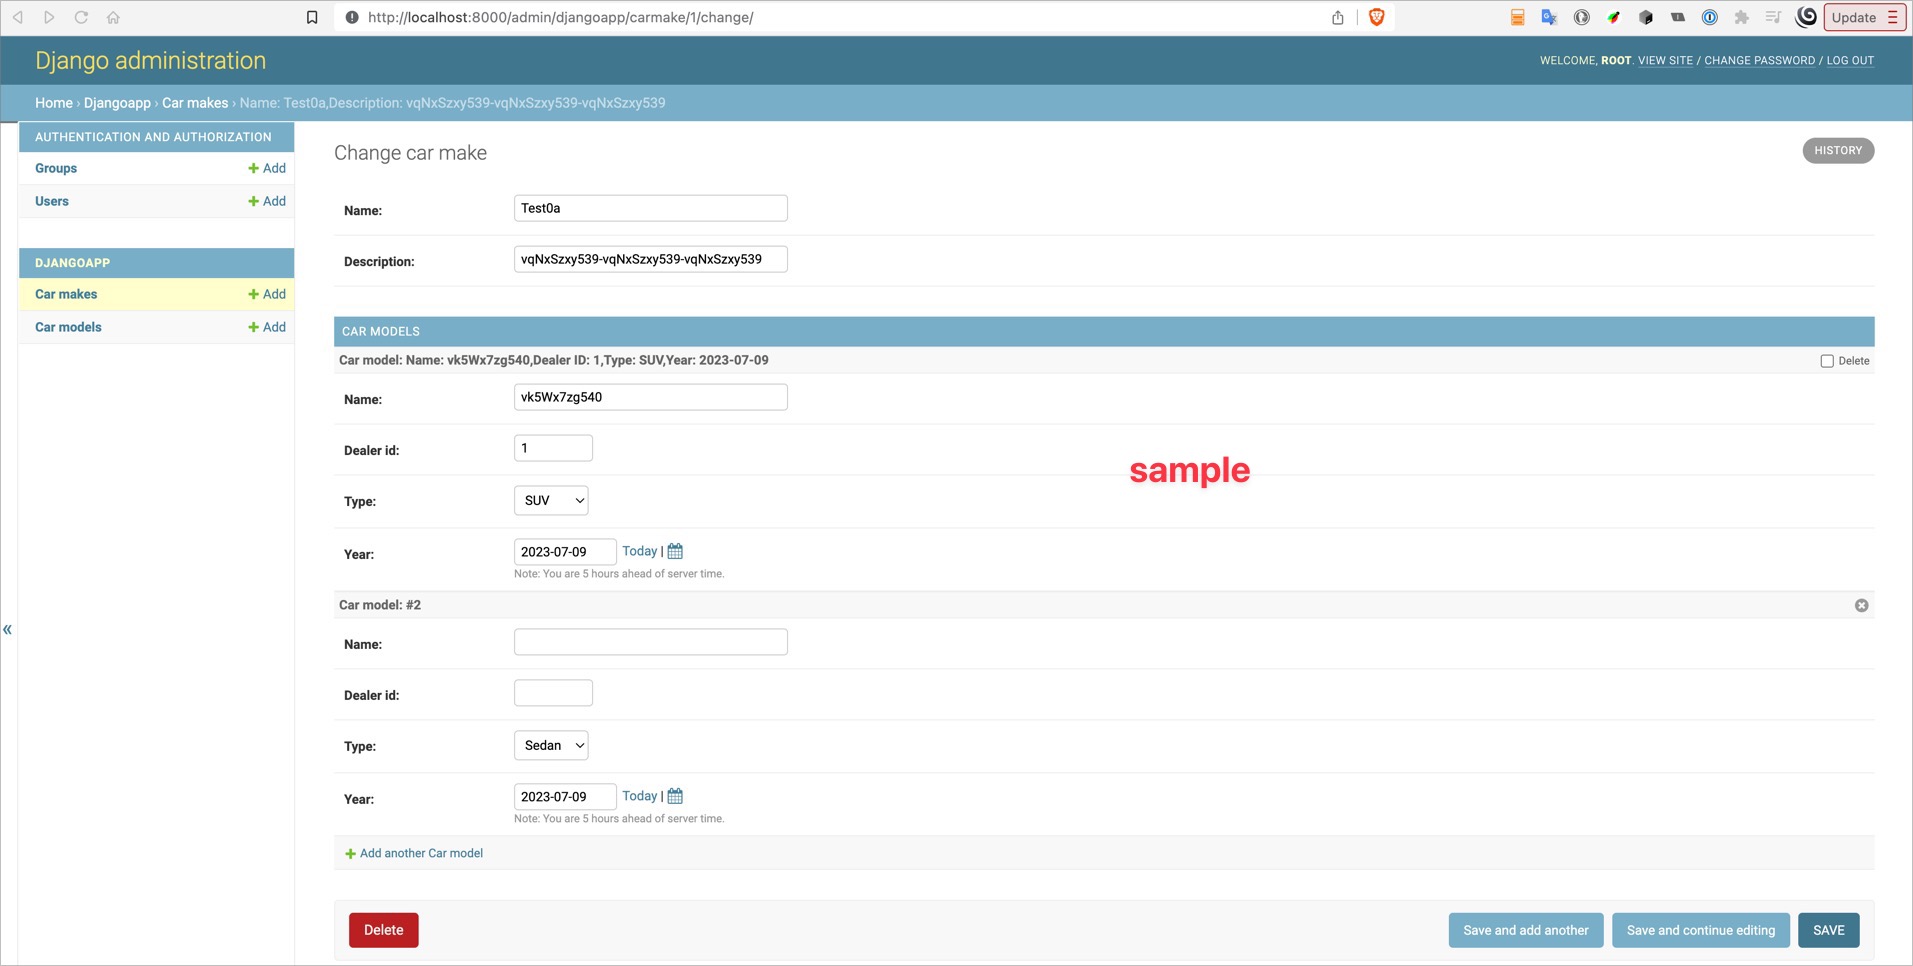 http://localhost:8000/admin/djangoapp/carmake/1/change/
Update
Django administration
WELCOME, ROOT. VIEW SITE / CHANGE PASSWORD / LOG OUT
Home › Djangoapp › Car makes › Name: Test0a,Description: vqNxSzxy539-vqNxSzxy539-vqNxSzxy539
AUTHENTICATION AND AUTHORIZATION
Groups + Add
Users + Add
DJANGOAPP
Car makes + Add
Car models + Add
«
Change car make
HISTORY
Name: Test0a
Description: vqNxSzxy539-vqNxSzxy539-vqNxSzxy539
CAR MODELS
Car model: Name: vk5Wx7zg540,Dealer ID: 1,Type: SUV,Year: 2023-07-09
Delete
Name: vk5Wx7zg540
Dealer id: 1
sample
Type: SUV
Year: 2023-07-09 Today |
Note: You are 5 hours ahead of server time.
Car model: #2
Name:
Dealer id:
Type: Sedan
Year: 2023-07-09 Today |
Note: You are 5 hours ahead of server time.
+ Add another Car model
Delete
Save and add another
Save and continue editing
SAVE